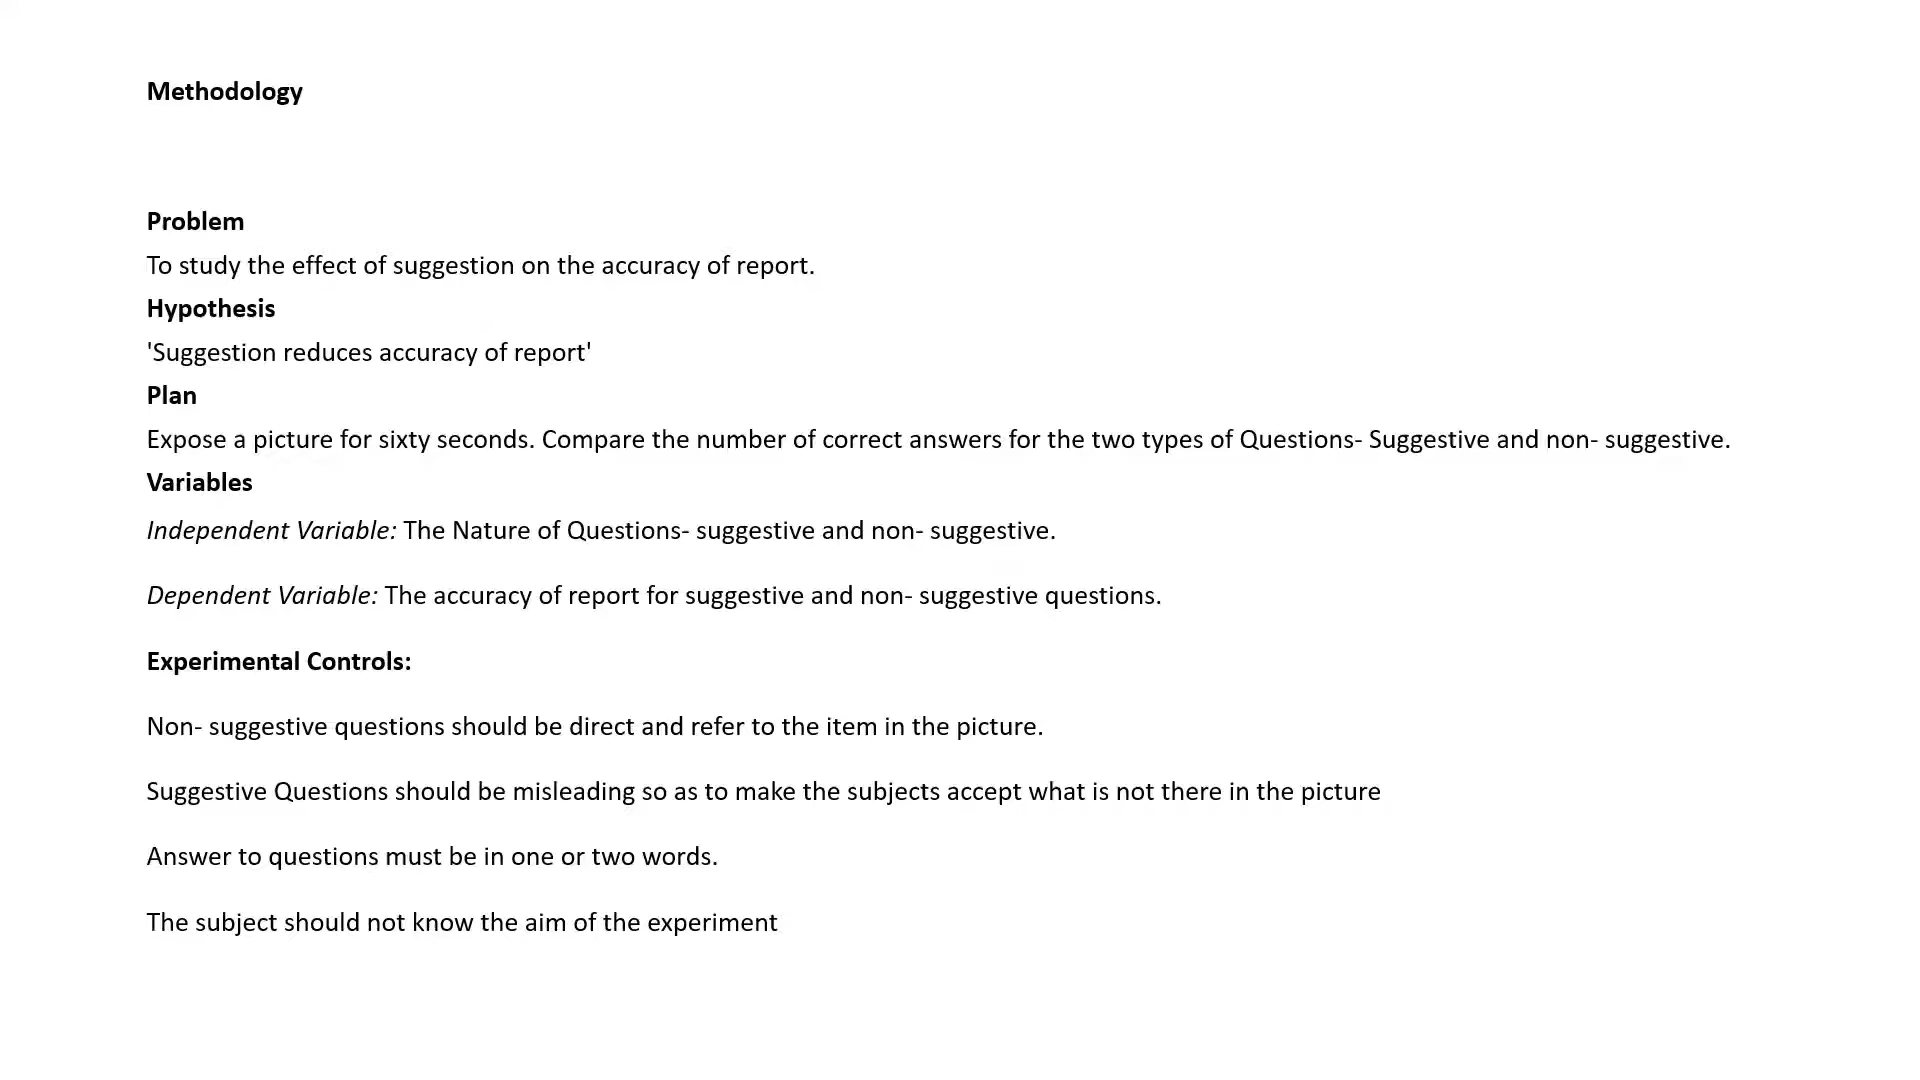 Methodology
Problem
To study the effect of suggestion on the accuracy of report.
Hypothesis
'Suggestion reduces accuracy of report'
Plan
Expose a picture for sixty seconds. Compare the number of correct answers for the two types of Questions- Suggestive and non- suggestive.
Variables
Independent Variable: The Nature of Questions- suggestive and non- suggestive.
Dependent Variable: The accuracy of report for suggestive and non- suggestive questions.
Experimental Controls:
Non- suggestive questions should be direct and refer to the item in the picture.
Suggestive Questions should be misleading so as to make the subjects accept what is not there in the picture
Answer to questions must be in one or two words.
The subject should not know the aim of the experiment